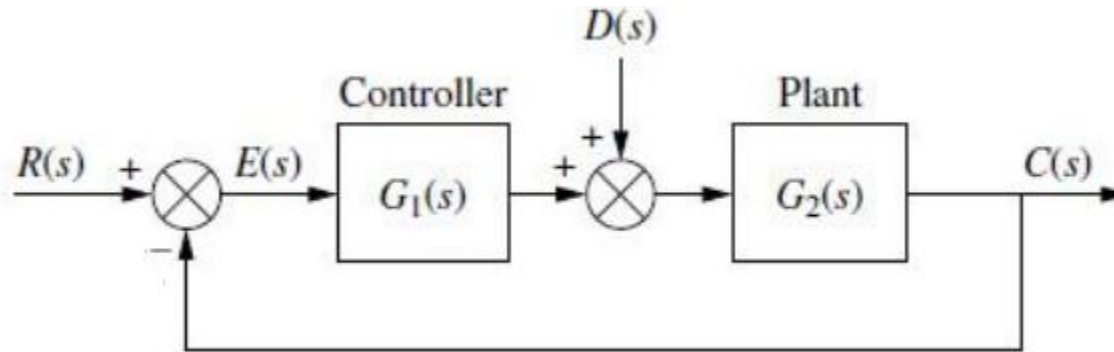 D(s)
Controller
Plant
R(s) + E(s) G₁(s) + + G₂(s) C(s)
−